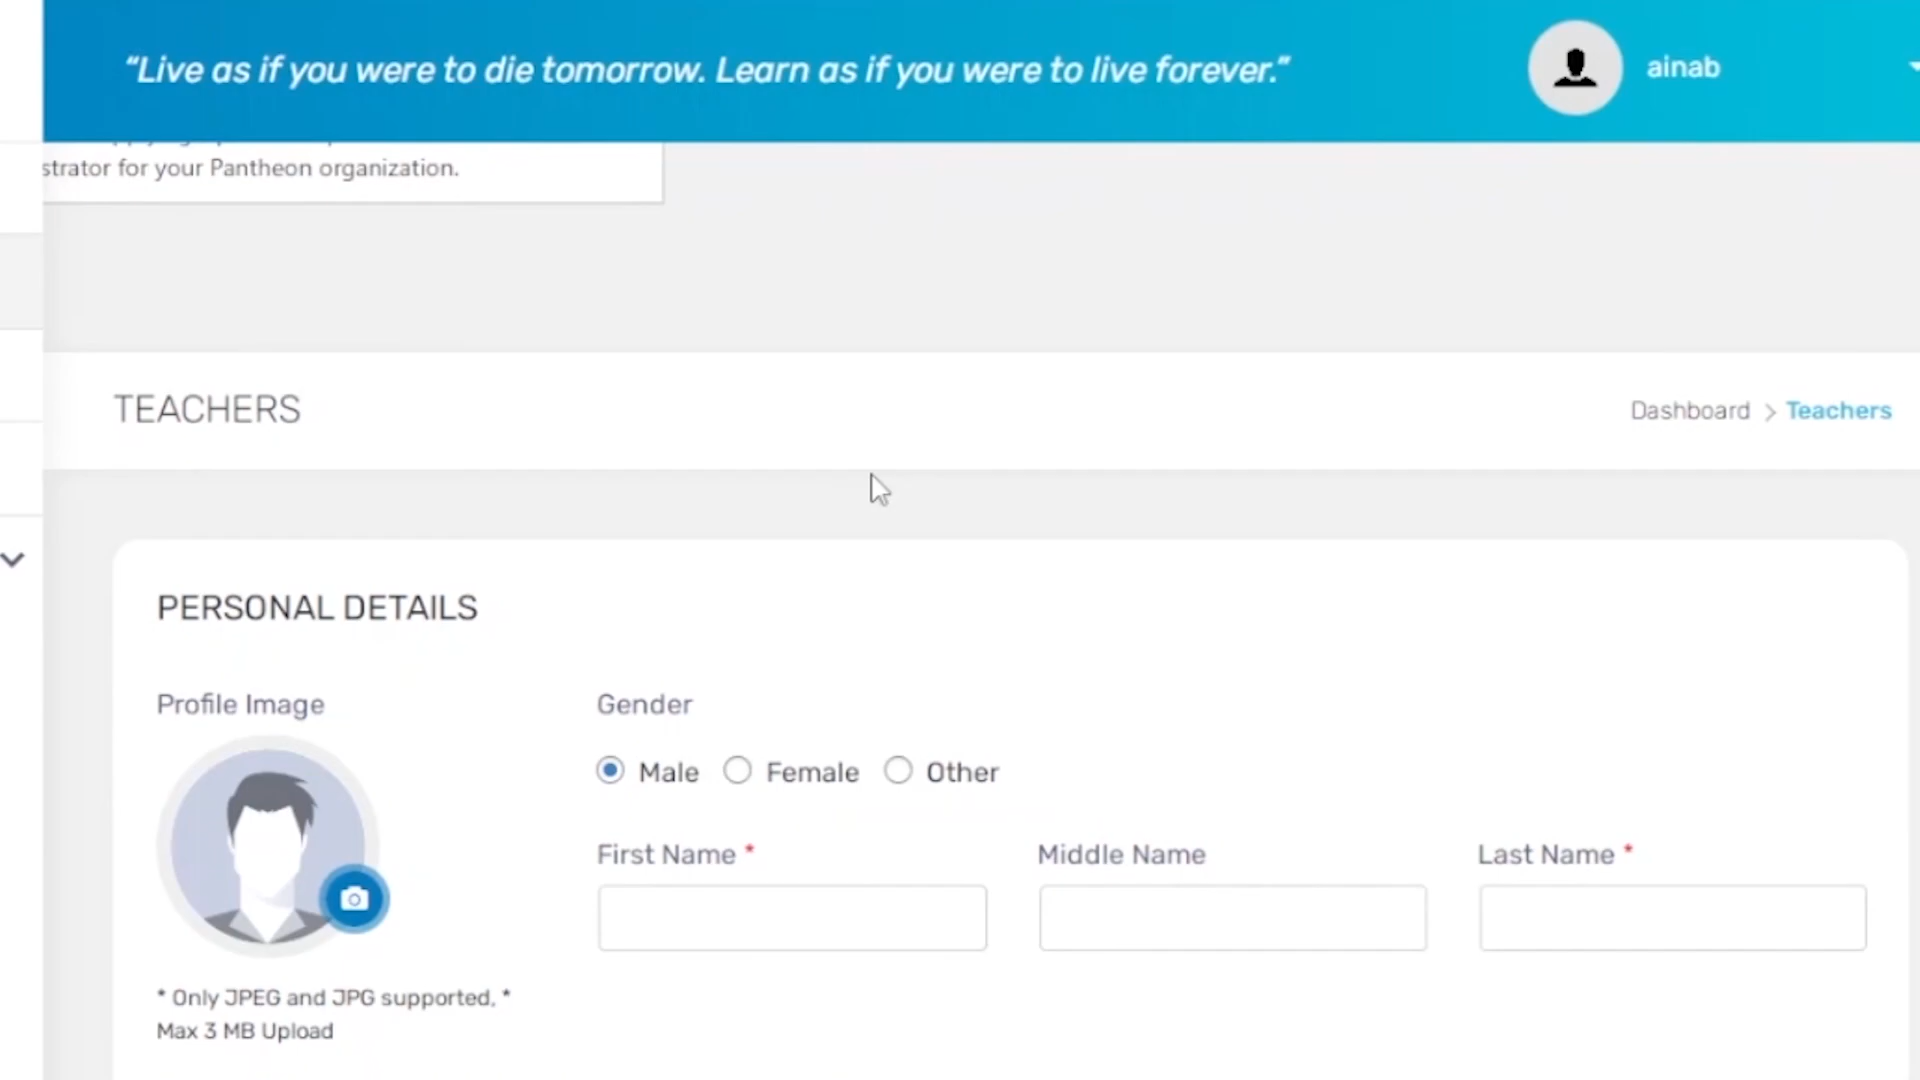 “Live as if you were to die tomorrow. Learn as if you were to live forever.”
ainab
strator for your Pantheon organization.
TEACHERS
Dashboard > Teachers
PERSONAL DETAILS
Profile Image
Gender
Male Female Other
First Name *
Middle Name
Last Name *
* Only JPEG and JPG supported, *
Max 3 MB Upload